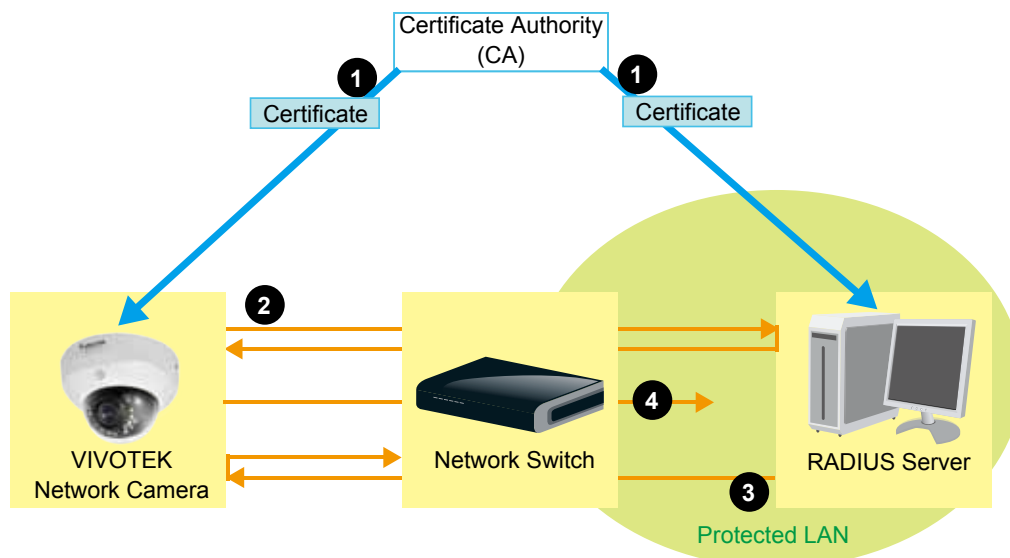 Certificate Authority
(CA)
1
1
Certificate
Certificate
2
4
VIVOTEK
Network Camera
Network Switch
RADIUS Server
3
Protected LAN